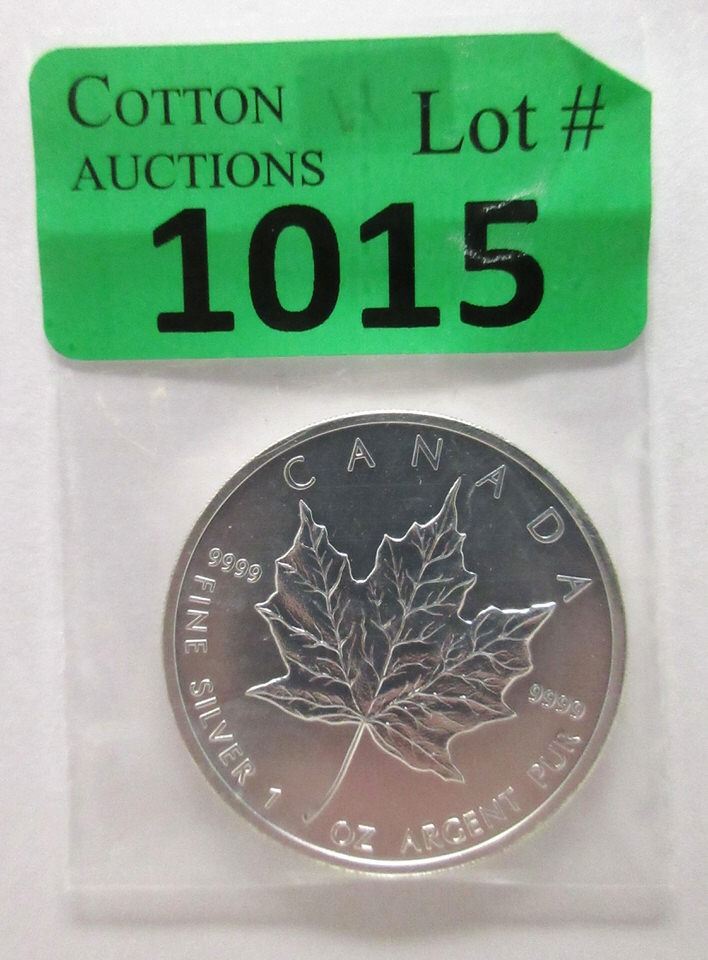 COTTON
AUCTIONS
Lot #
1015
CANADA
9999
9999
FINE SILVER 1 OZ ARGENT PUR